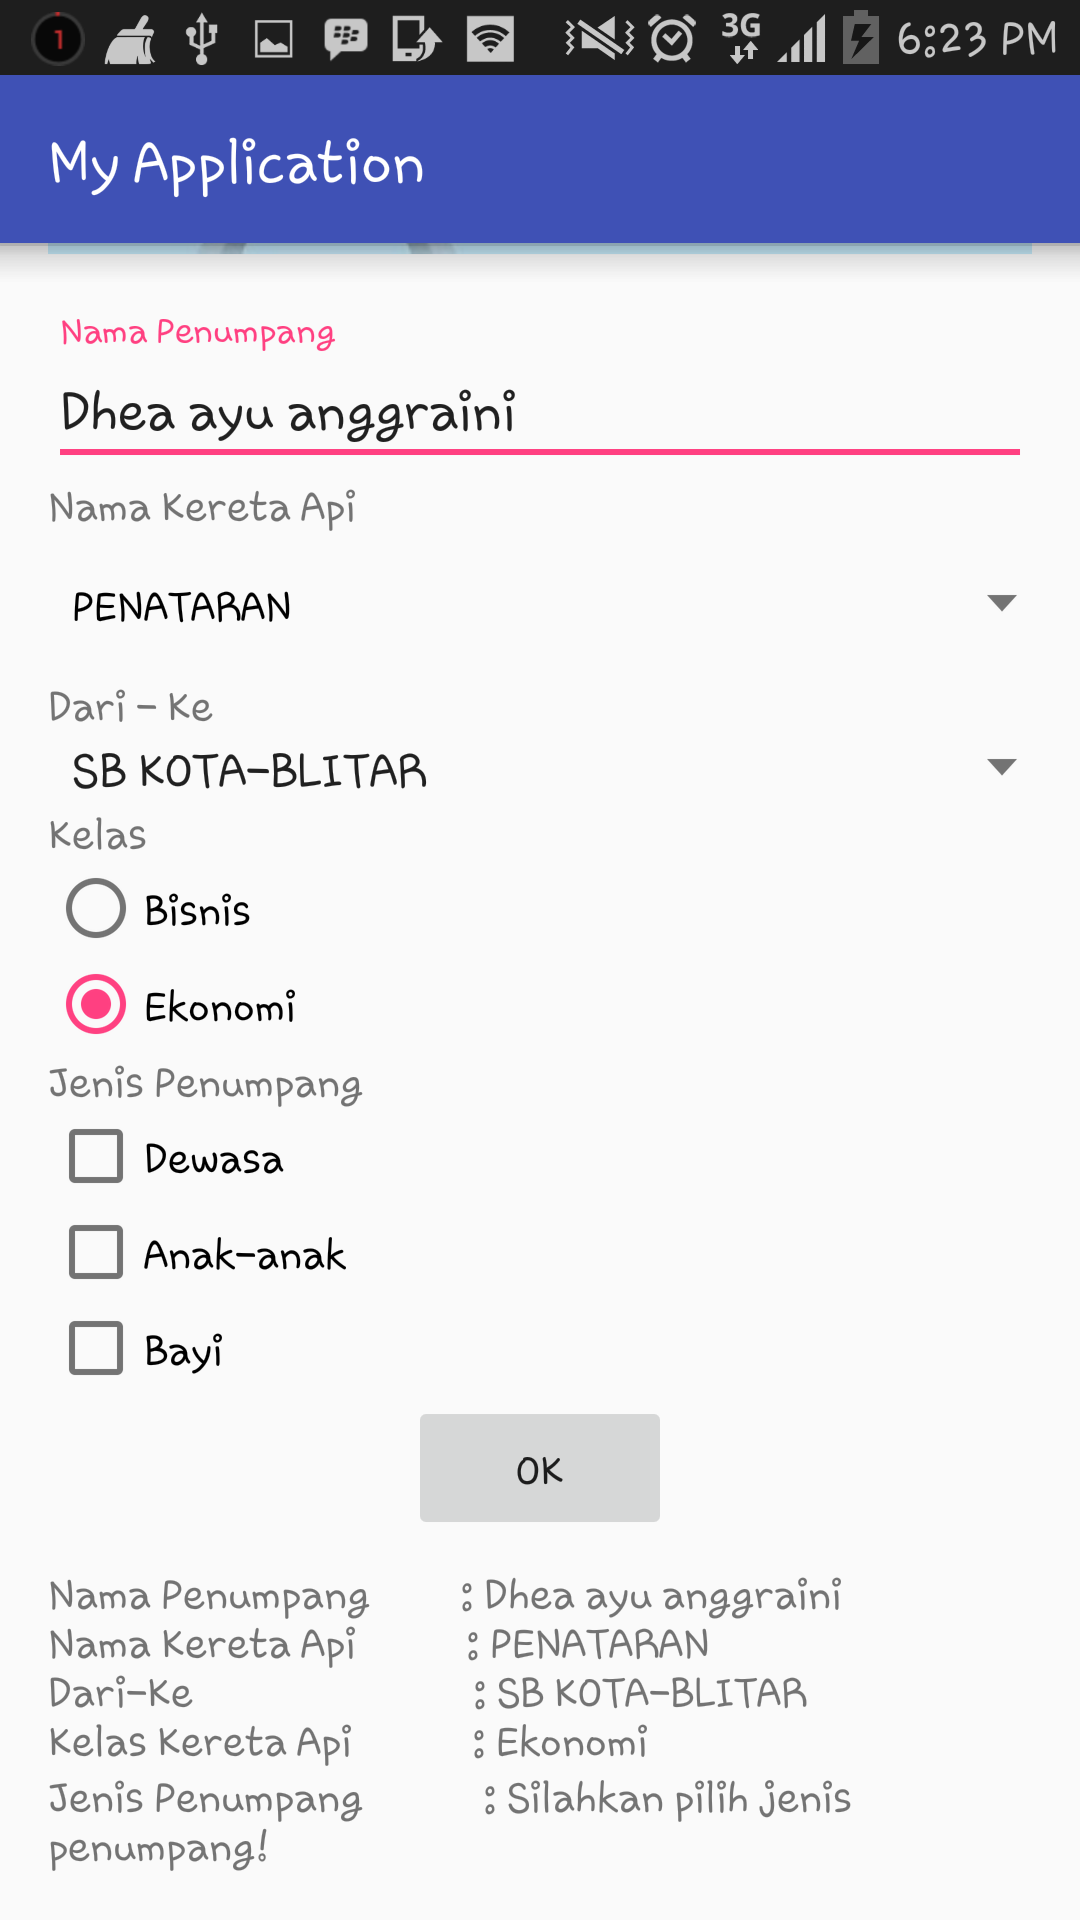 1 3G 6:23 PM
My Application
Nama Penumpang
Dhea ayu anggraini
Nama Kereta Api
PENATARAN
Dari - Ke
SB KOTA-BLITAR
Kelas
Bisnis
Ekonomi
Jenis Penumpang
Dewasa
Anak-anak
Bayi
OK
Nama Penumpang : Dhea ayu anggraini
Nama Kereta Api : PENATARAN
Dari-Ke : SB KOTA-BLITAR
Kelas Kereta Api : Ekonomi
Jenis Penumpang : Silahkan pilih jenis
penumpang!